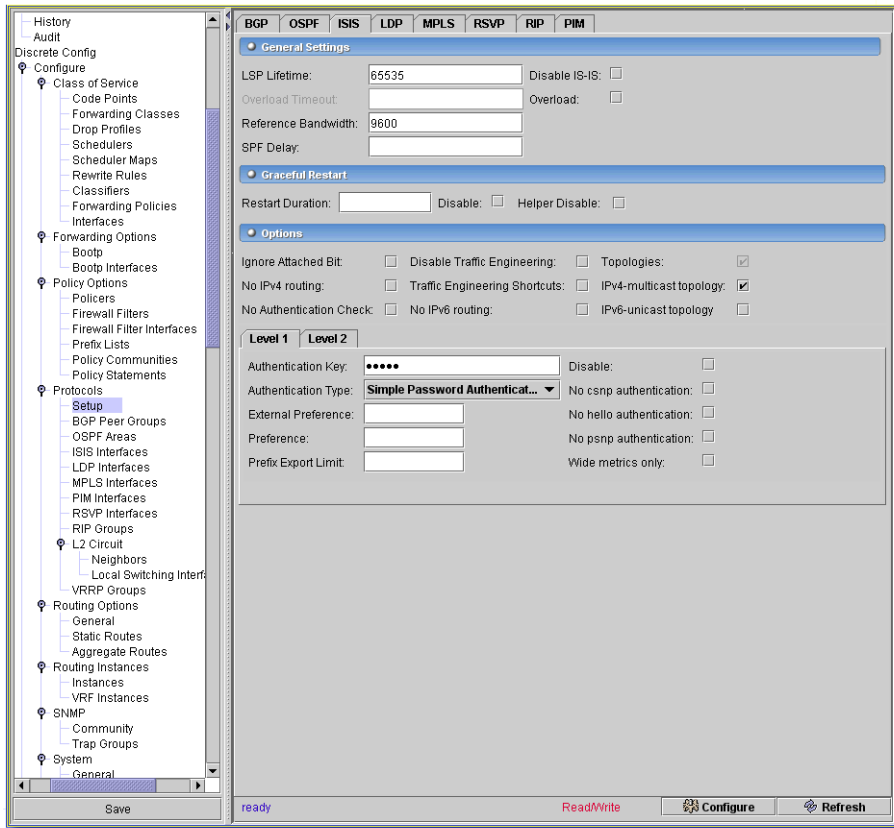 History
Audit
Discrete Config
Configure
Class of Service
Code Points
Forwarding Classes
Drop Profiles
Schedulers
Scheduler Maps
Rewrite Rules
Classifiers
Forwarding Policies
Interfaces
Forwarding Options
Bootp
Bootp Interfaces
Policy Options
Policers
Firewall Filters
Firewall Filter Interfaces
Prefix Lists
Policy Communities
Policy Statements
Protocols
Setup
BGP Peer Groups
OSPF Areas
ISIS Interfaces
LDP Interfaces
MPLS Interfaces
PIM Interfaces
RSVP Interfaces
RIP Groups
L2 Circuit
Neighbors
Local Switching Interf
VRRP Groups
Routing Options
General
Static Routes
Aggregate Routes
Routing Instances
Instances
VRF Instances
SNMP
Community
Trap Groups
System
General
Save
BGP OSPF ISIS LDP MPLS RSVP RIP PIM
General Settings
LSP Lifetime: 65535 Disable IS-IS:
Overload Timeout: Overload:
Reference Bandwidth: 9600
SPF Delay:
Graceful Restart
Restart Duration: Disable: Helper Disable:
Options
Ignore Attached Bit: Disable Traffic Engineering: Topologies:
No IPv4 routing: Traffic Engineering Shortcuts: IPv4-multicast topology:
No Authentication Check: No IPv6 routing: IPv6-unicast topology
Level 1 Level 2
Authentication Key: ••••• Disable:
Authentication Type: Simple Password Authenticat... No csnp authentication:
External Preference: No hello authentication:
Preference: No psnp authentication:
Prefix Export Limit: Wide metrics only:
ready Read/Write Configure Refresh